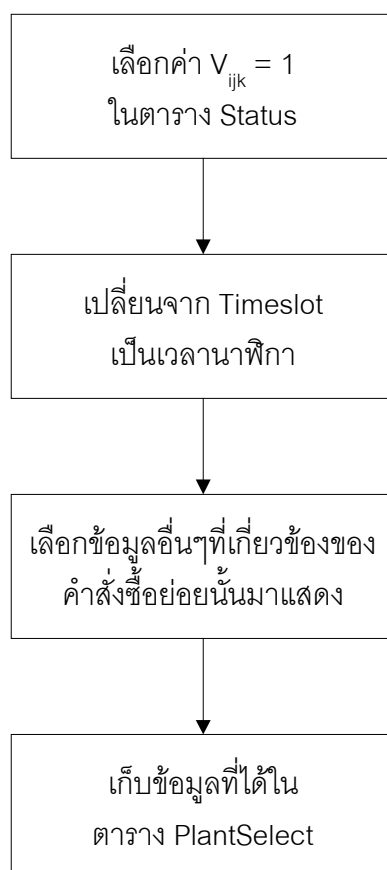 เลือกค่า Vijk = 1
ในตาราง Status
เปลี่ยนจาก Timeslot
เป็นเวลานาฬิกา
เลือกข้อมูลอื่นๆที่เกี่ยวข้องของ
คำสั่งซื้อย่อยนั้นมาแสดง
เก็บข้อมูลที่ได้ใน
ตาราง PlantSelect